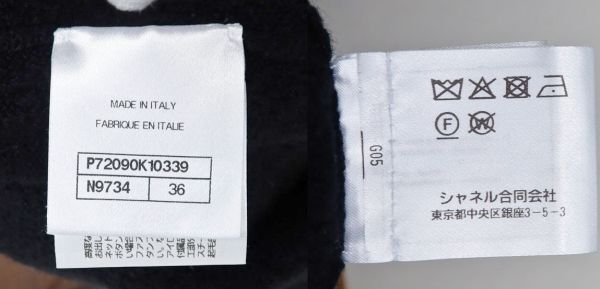 MADE IN ITALY
FABRIQUE EN ITALIE
P72090K10339
N9734 36
G05
F
W
シャネル合同会社
東京都中央区銀座3-5-3